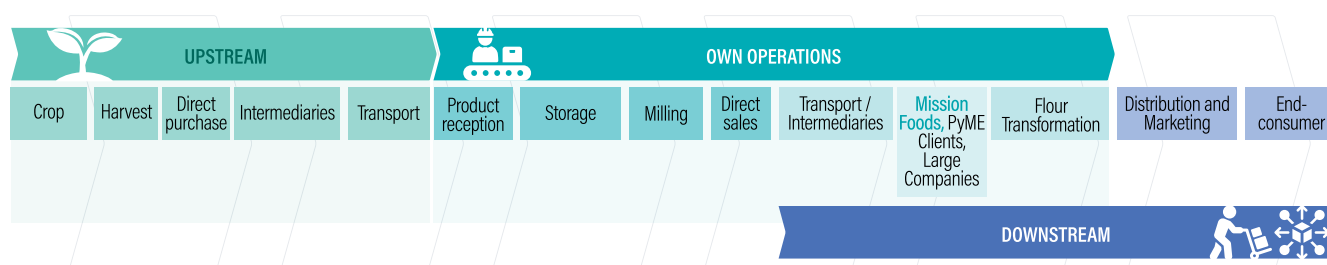 UPSTREAM
OWN OPERATIONS
Crop
Harvest
Direct
purchase
Intermediaries
Transport
Product
reception
Storage
Milling
Direct
sales
Transport /
Intermediaries
Mission
Foods, PyME
Clients,
Large
Companies
Flour
Transformation
Distribution and
Marketing
End-
consumer
DOWNSTREAM